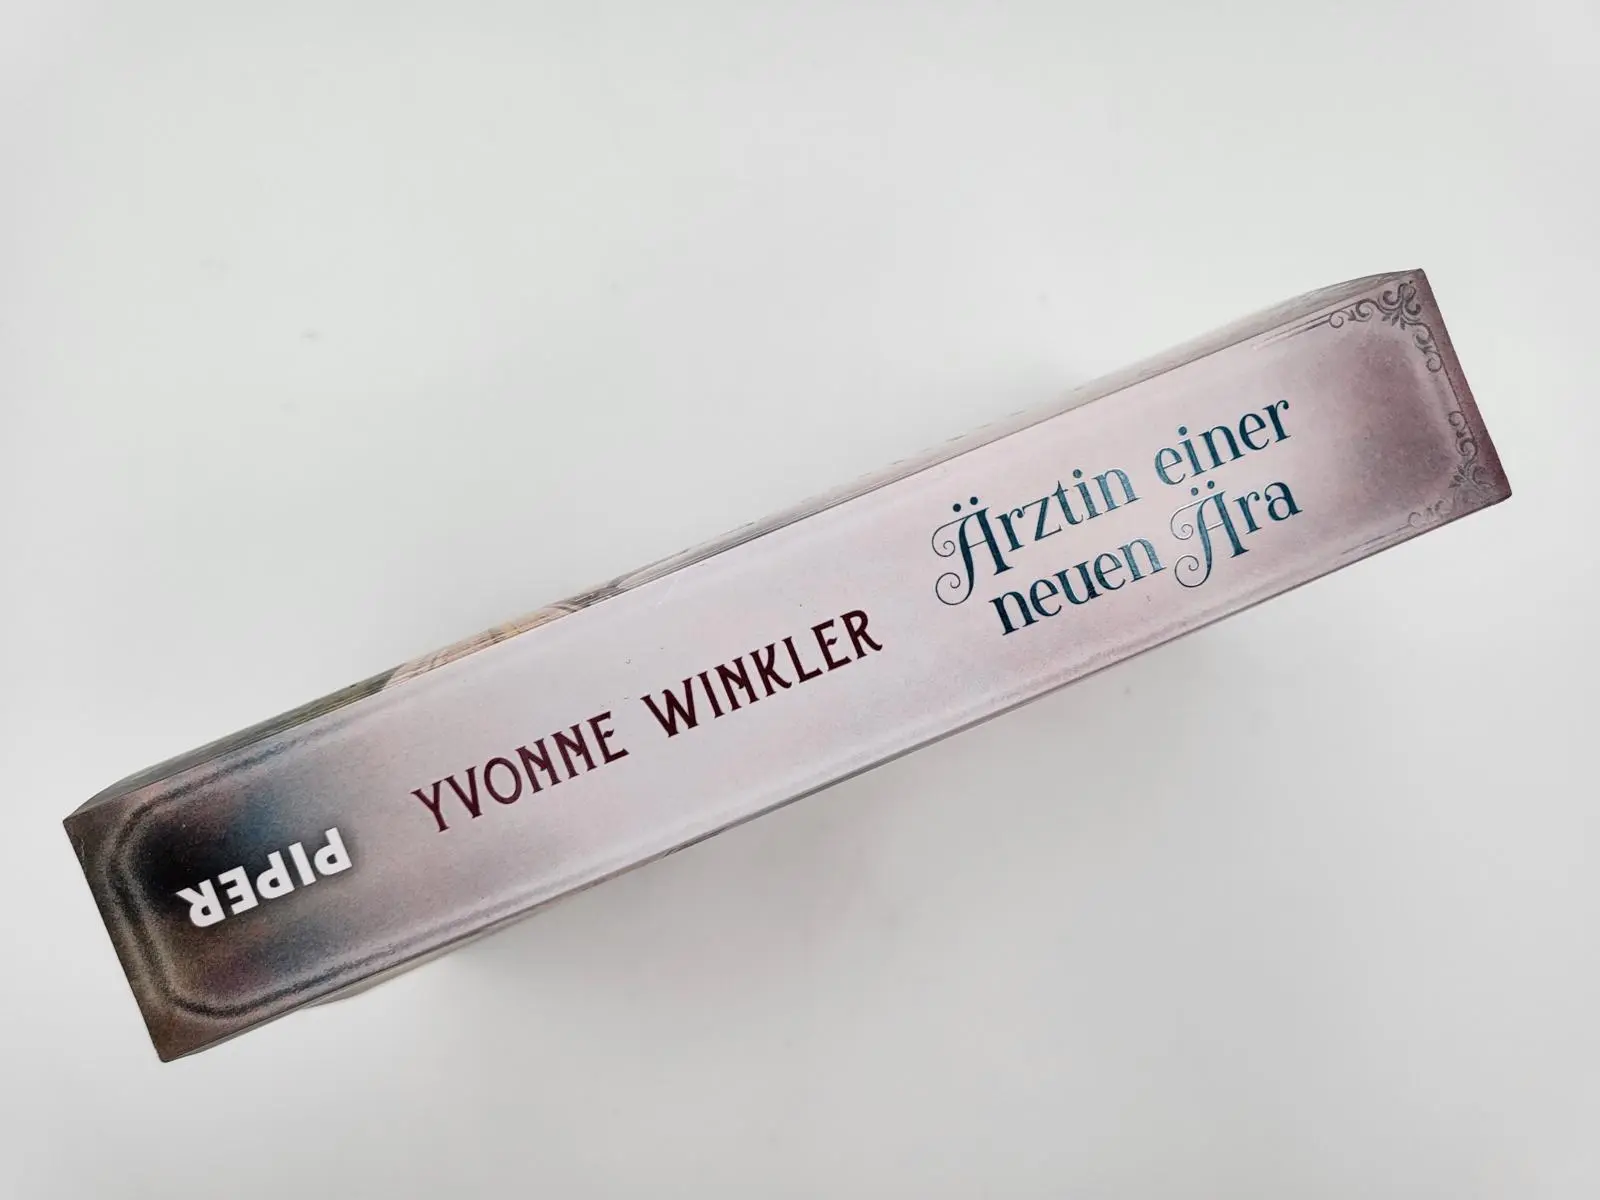 PIPER
YVONNE WINKLER
Ärztin einer
neuen Ära